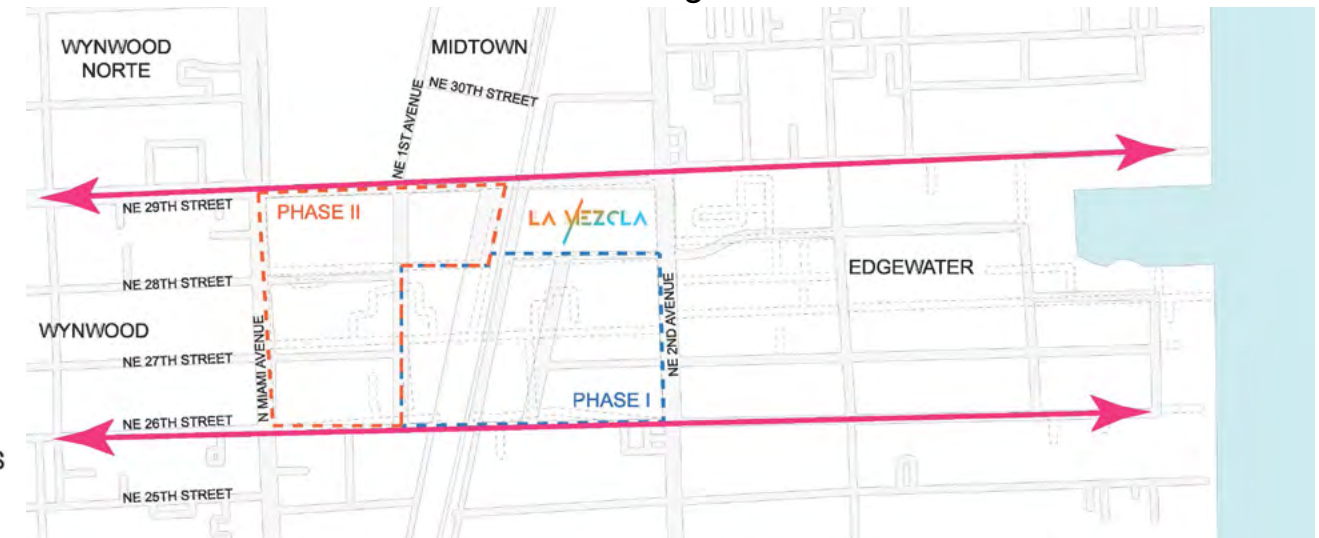 g
WYNWOOD
NORTE
MIDTOWN
NE 30TH STREET
NE 1ST AVENUE
NE 29TH STREET
PHASE II
LA MEZCLA
EDGEWATER
NE 28TH STREET
NE 2ND AVENUE
WYNWOOD
N MIAMI AVENUE
NE 27TH STREET
PHASE I
NE 26TH STREET
s
NE 25TH STREET